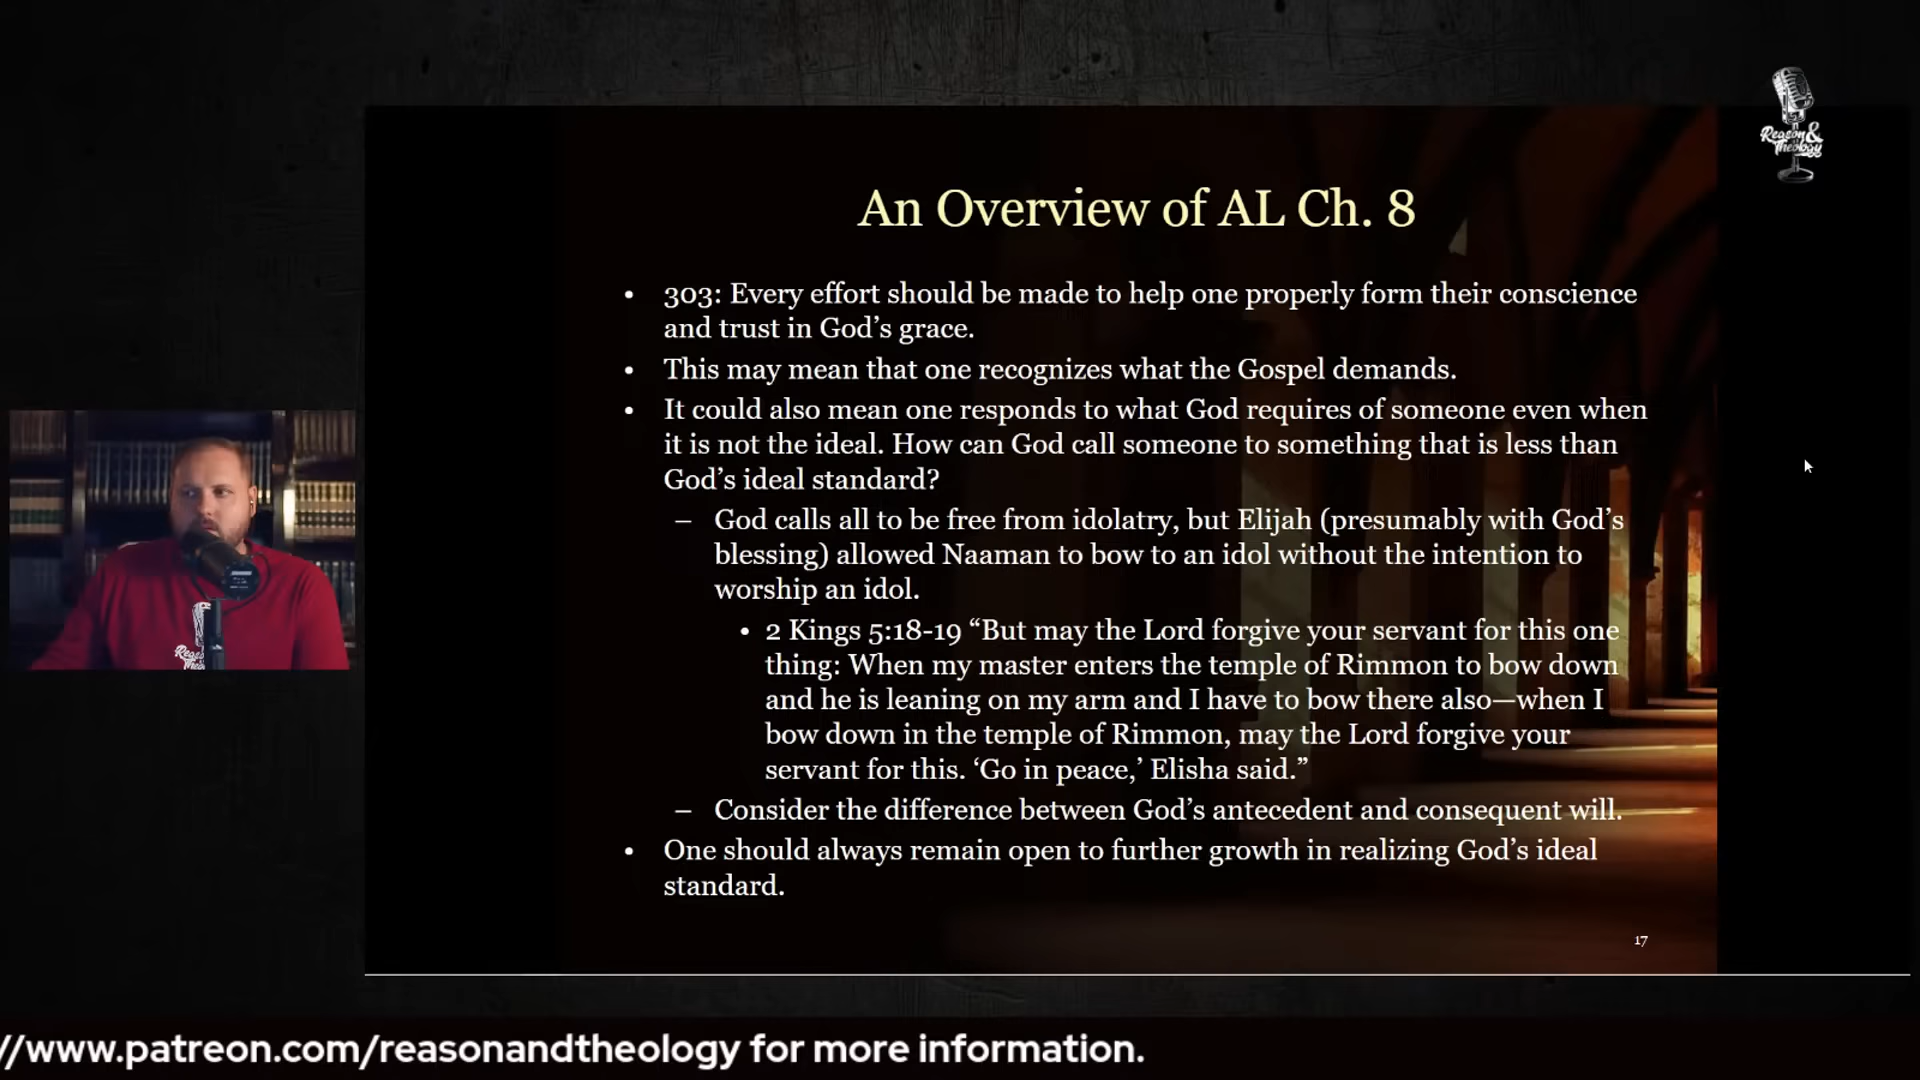 Reason &
Theology
An Overview of AL Ch. 8
• 303: Every effort should be made to help one properly form their conscience
and trust in God’s grace.
• This may mean that one recognizes what the Gospel demands.
• It could also mean one responds to what God requires of someone even when
it is not the ideal. How can God call someone to something that is less than
God’s ideal standard?
– God calls all to be free from idolatry, but Elijah (presumably with God’s
blessing) allowed Naaman to bow to an idol without the intention to
worship an idol.
• 2 Kings 5:18-19 “But may the Lord forgive your servant for this one
thing: When my master enters the temple of Rimmon to bow down
and he is leaning on my arm and I have to bow there also—when I
bow down in the temple of Rimmon, may the Lord forgive your
servant for this. ‘Go in peace,’ Elisha said.”
– Consider the difference between God’s antecedent and consequent will.
• One should always remain open to further growth in realizing God’s ideal
standard.
17
//www.patreon.com/reasonandtheology for more information.